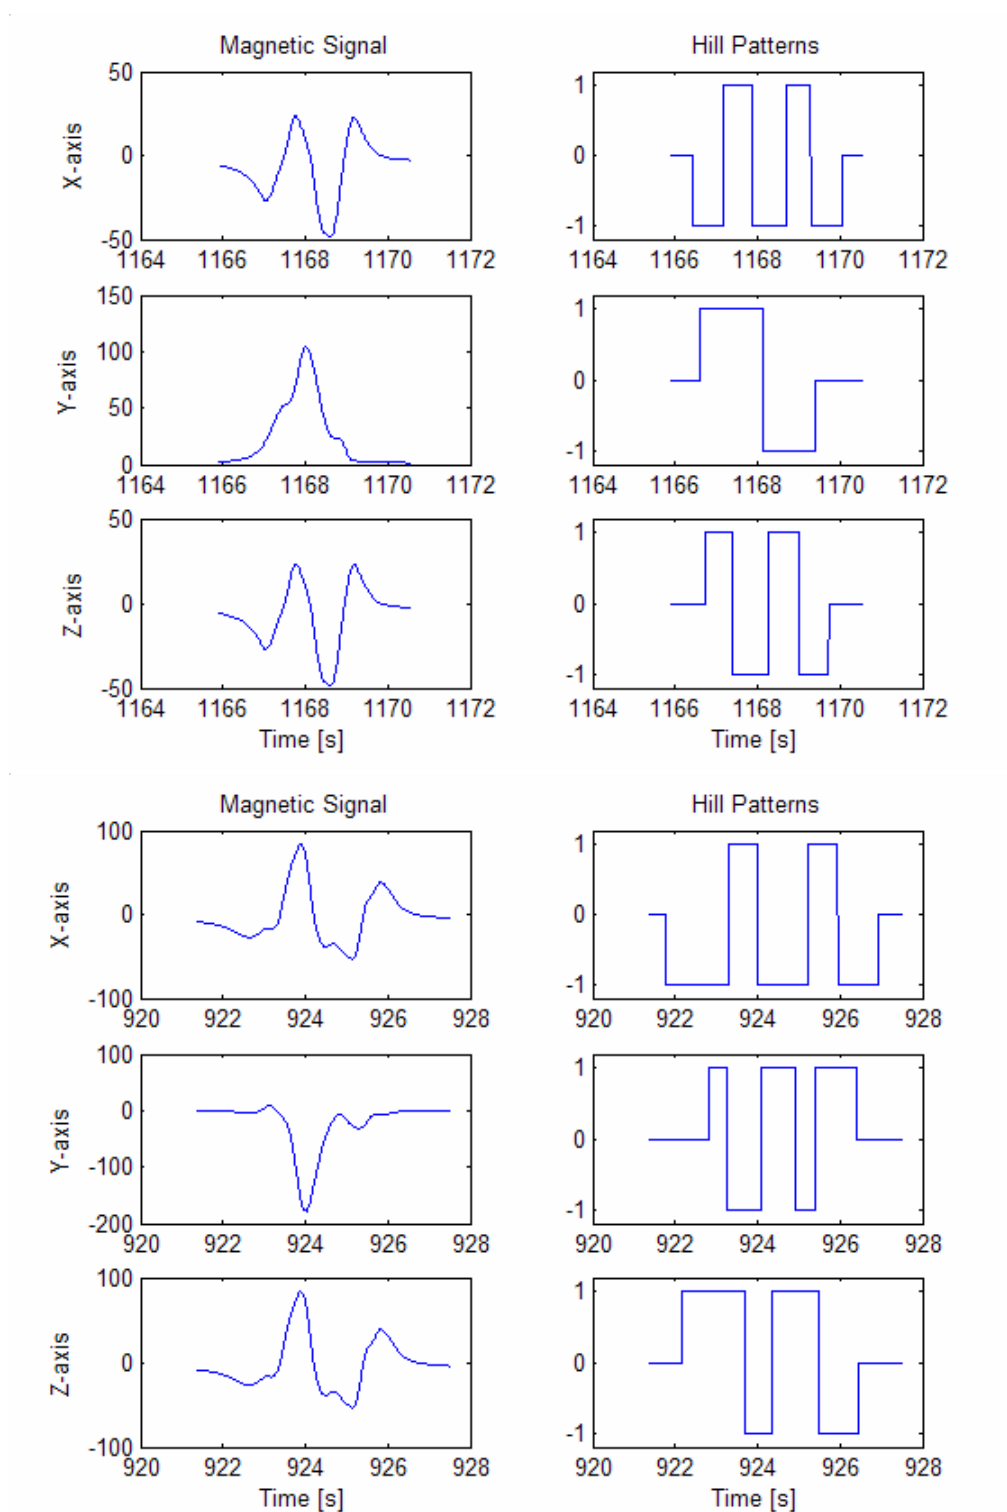 Magnetic Signal Hill Patterns
50 1
X-axis 0 0
-50 -1
1164 1166 1168 1170 1172 1164 1166 1168 1170 1172
150 1
100
Y-axis 0
50
0 -1
1164 1166 1168 1170 1172 1164 1166 1168 1170 1172
50 1
Z-axis 0 0
-50 -1
1164 1166 1168 1170 1172 1164 1166 1168 1170 1172
Time [s] Time [s]
Magnetic Signal Hill Patterns
100 1
X-axis 0 0
-100 -1
920 922 924 926 928 920 922 924 926 928
100 1
0
Y-axis 0
-100
-200 -1
920 922 924 926 928 920 922 924 926 928
100 1
Z-axis 0 0
-100 -1
920 922 924 926 928 920 922 924 926 928
Time [s] Time [s]